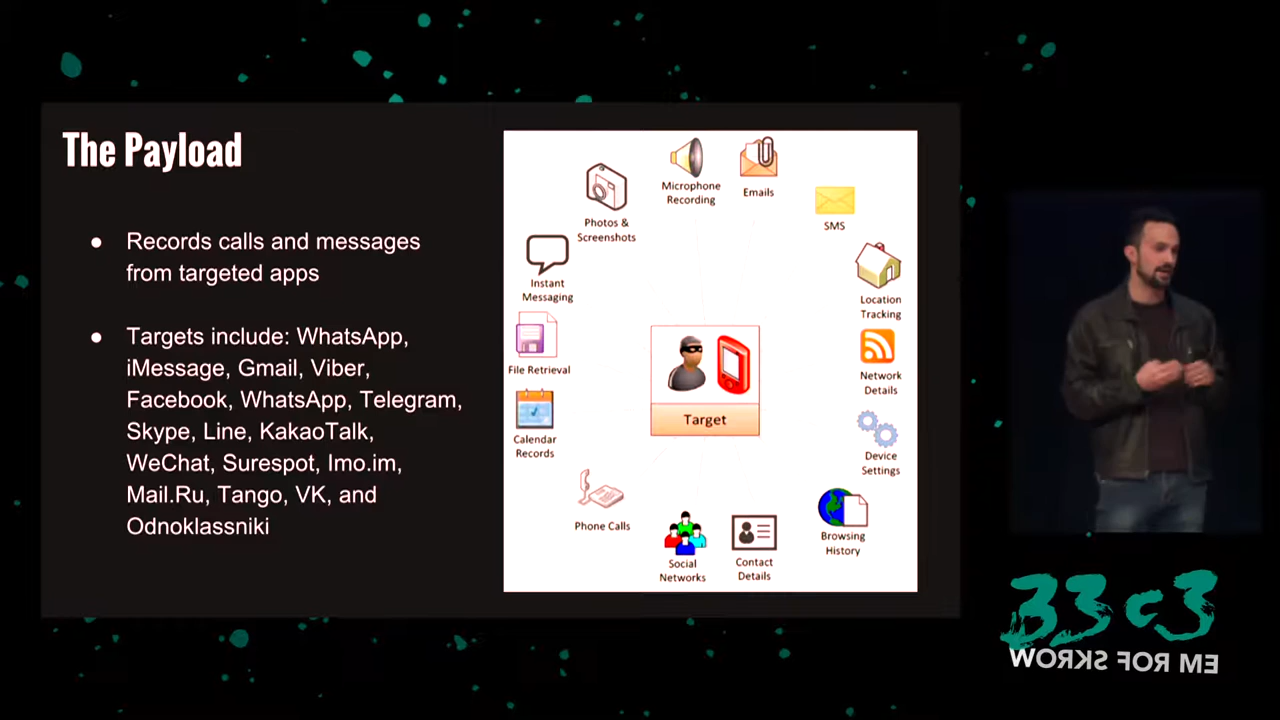 The Payload
● Records calls and messages
from targeted apps
● Targets include: WhatsApp,
iMessage, Gmail, Viber,
Facebook, WhatsApp, Telegram,
Skype, Line, KakaoTalk,
WeChat, Surespot, Imo.im,
Mail.Ru, Tango, VK, and
Odnoklassniki
Microphone
Recording
Emails
Photos &
Screenshots
SMS
Instant
Messaging
Location
Tracking
File Retrieval
Network
Details
Target
Calendar
Records
Device
Settings
Phone Calls
Browsing
History
Social
Networks
Contact
Details
33c3
WORKS FOR ME